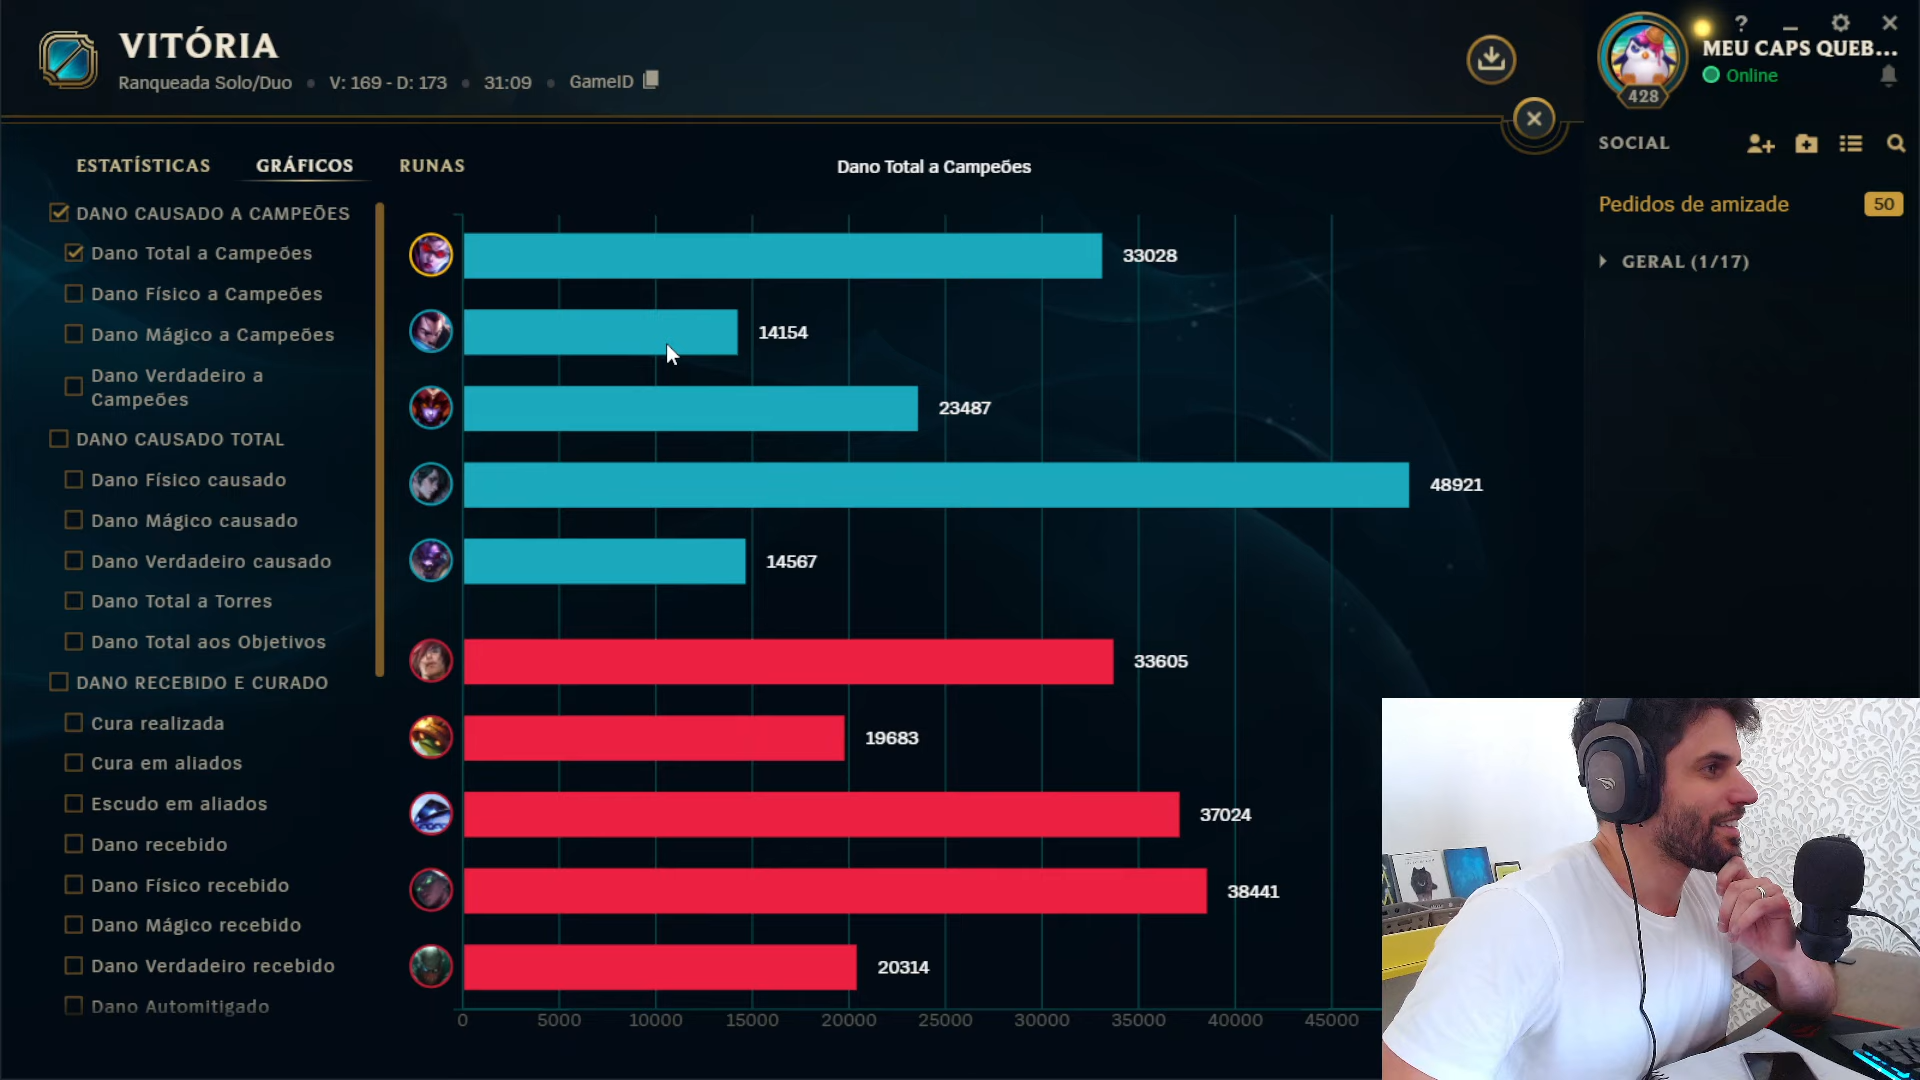 VITÓRIA
Ranqueada Solo/Duo • V: 169 - D: 173 • 31:09 • GameID
?
MEU CAPS QUEB...
Online
428
SOCIAL
Pedidos de amizade 50
GERAL (1/17)
ESTATÍSTICAS GRÁFICOS RUNAS
Dano Total a Campeões
DANO CAUSADO A CAMPEÕES
Dano Total a Campeões
Dano Físico a Campeões
Dano Mágico a Campeões
Dano Verdadeiro a
Campeões
DANO CAUSADO TOTAL
Dano Físico causado
Dano Mágico causado
Dano Verdadeiro causado
Dano Total a Torres
Dano Total aos Objetivos
DANO RECEBIDO E CURADO
Cura realizada
Cura em aliados
Escudo em aliados
Dano recebido
Dano Físico recebido
Dano Mágico recebido
Dano Verdadeiro recebido
Dano Automitigado
33028
14154
23487
48921
14567
33605
19683
37024
38441
20314
0 5000 10000 15000 20000 25000 30000 35000 40000 45000